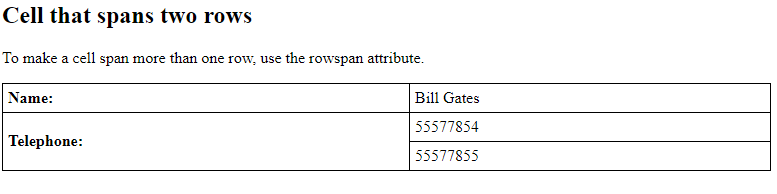 Cell that spans two rows
To make a cell span more than one row, use the rowspan attribute.
Name: Bill Gates
Telephone: 55577854
55577855